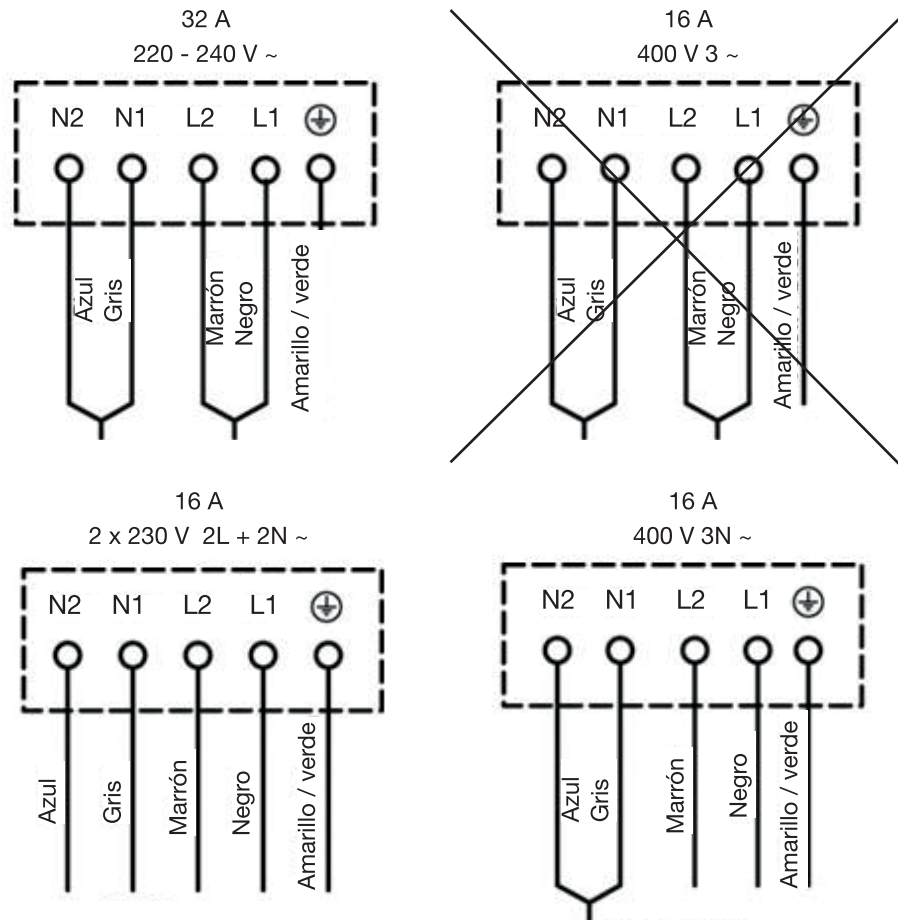 32 A
220 - 240 V ~
N2 N1 L2 L1
Azul
Gris
Marrón
Negro
Amarillo / verde
16 A
400 V 3 ~
N2 N1 L2 L1
Azul
Gris
Marrón
Negro
Amarillo / verde
16 A
2 x 230 V 2L + 2N ~
N2 N1 L2 L1
Azul
Gris
Marrón
Negro
Amarillo / verde
16 A
400 V 3N ~
N2 N1 L2 L1
Azul
Gris
Marrón
Negro
Amarillo / verde